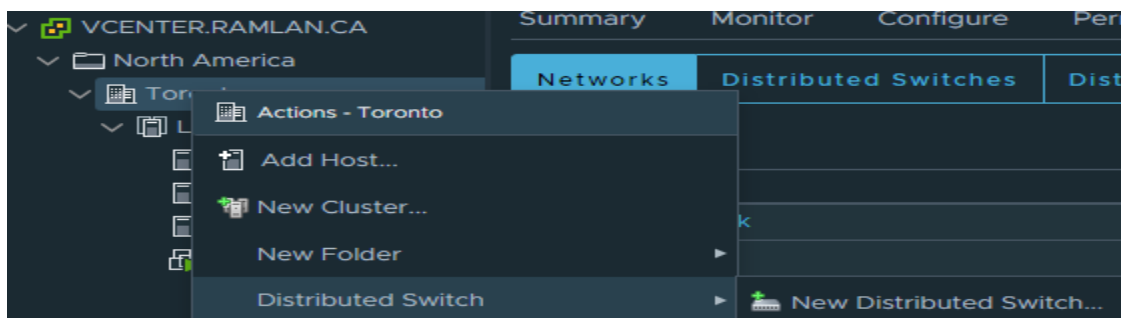 VCENTER.RAMLAN.CA
Summary Monitor Configure
North America
Networks Distributed Switches
Actions - Toronto
Add Host...
New Cluster...
New Folder
Distributed Switch
New Distributed Switch...